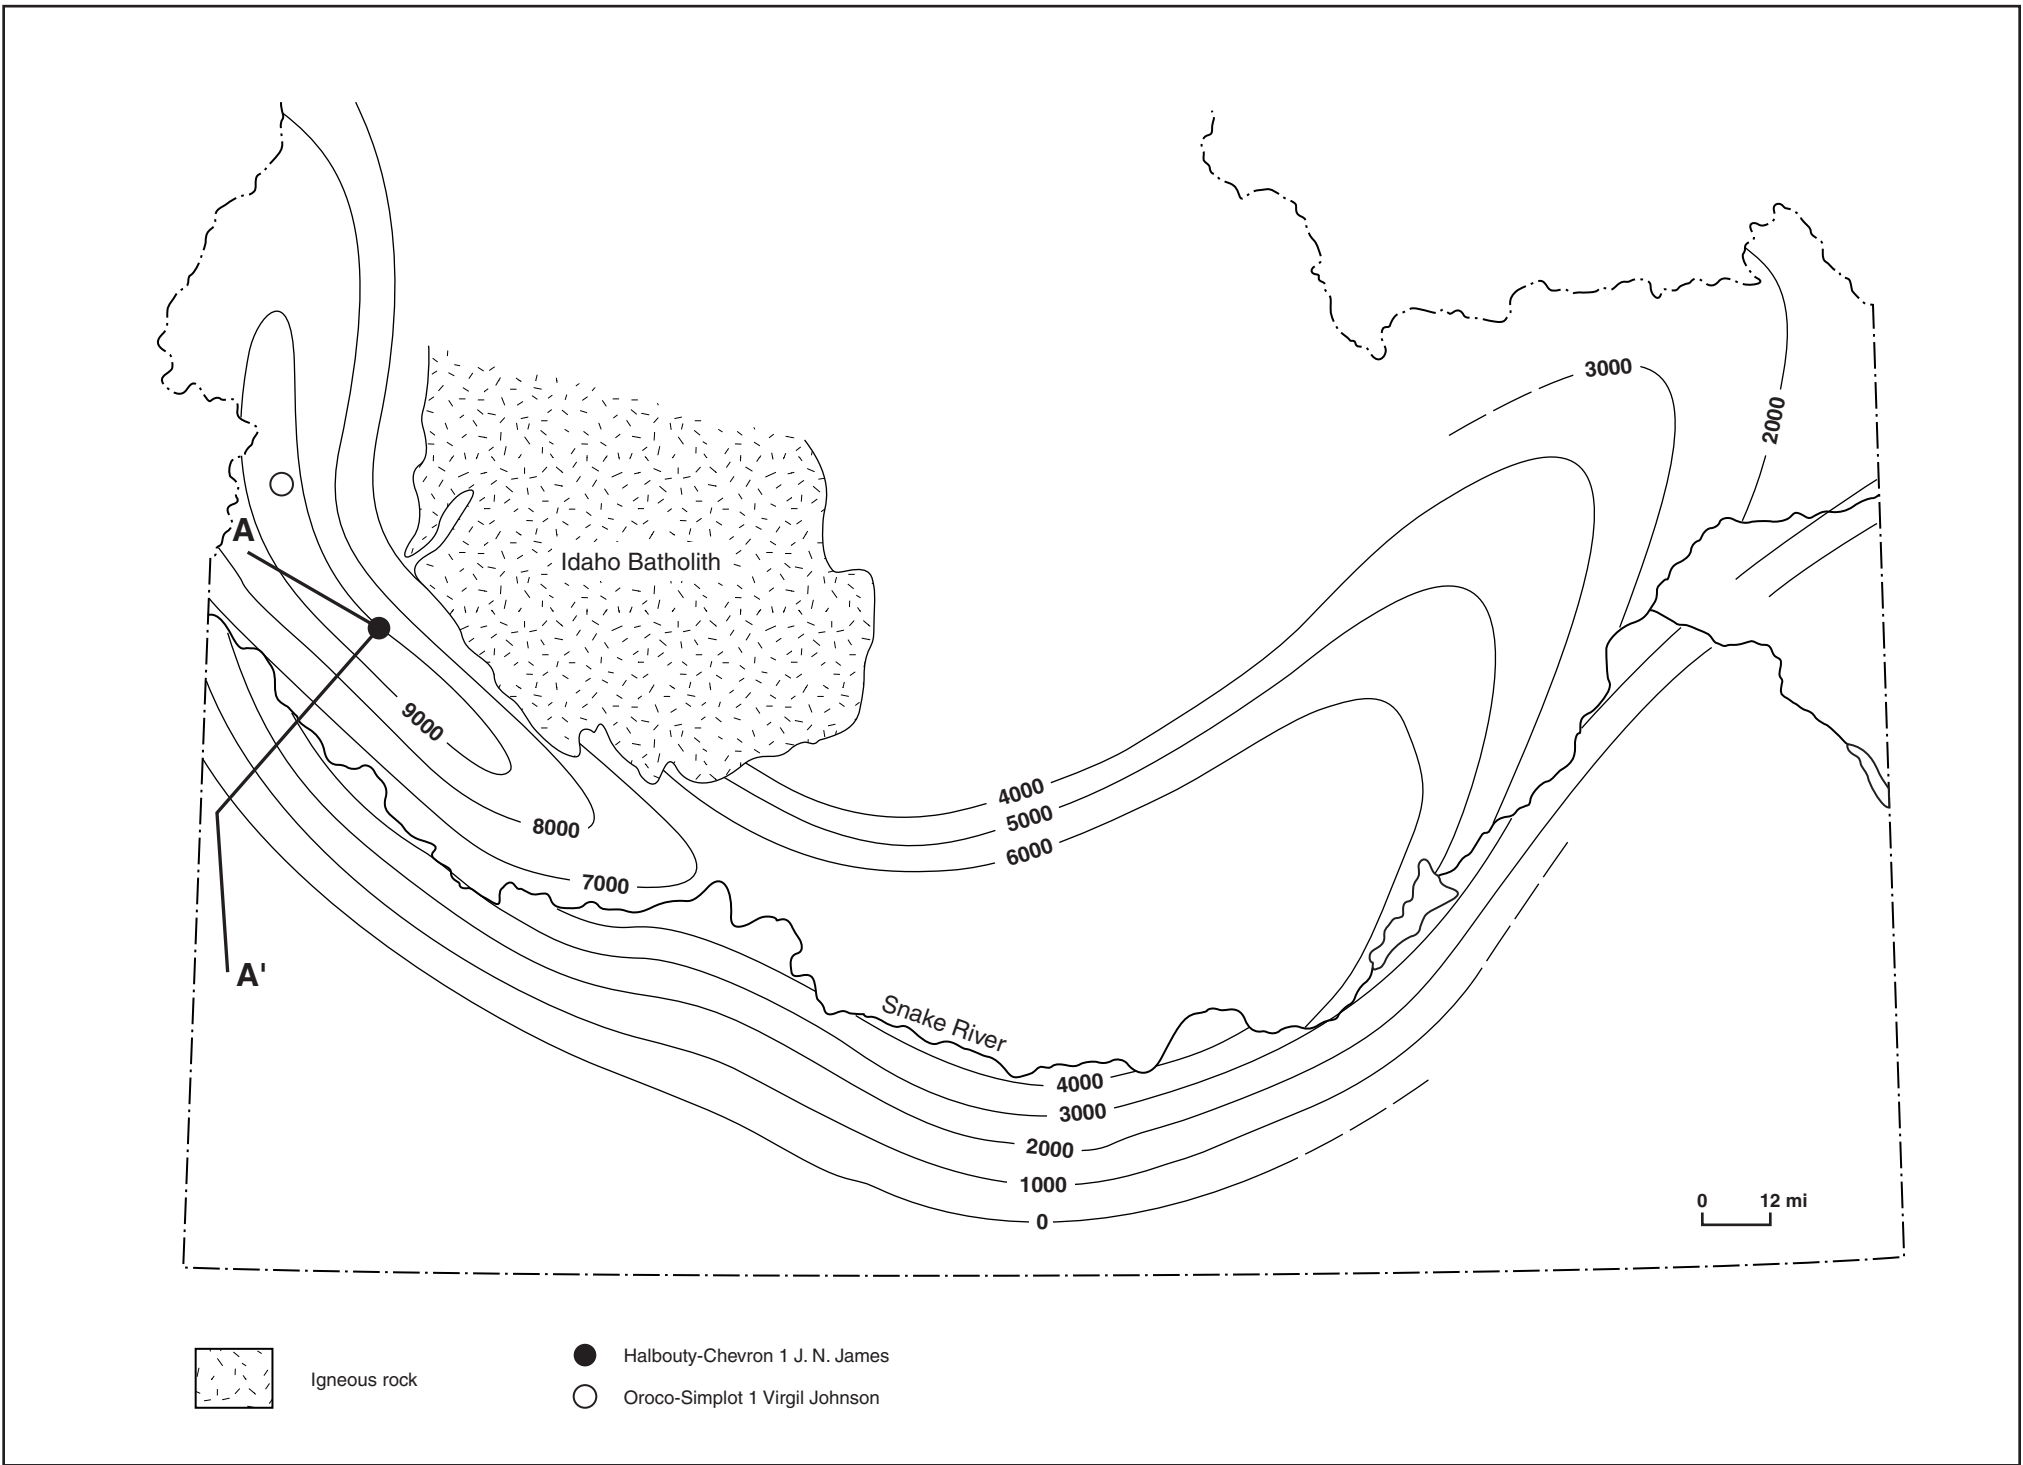 3000
2000
A
Idaho Batholith
9000
4000
5000
6000
8000
7000
A'
Snake River
4000
3000
2000
1000
0
0 12 mi
Igneous rock
Halbouty-Chevron 1 J. N. James
Oroco-Simplot 1 Virgil Johnson